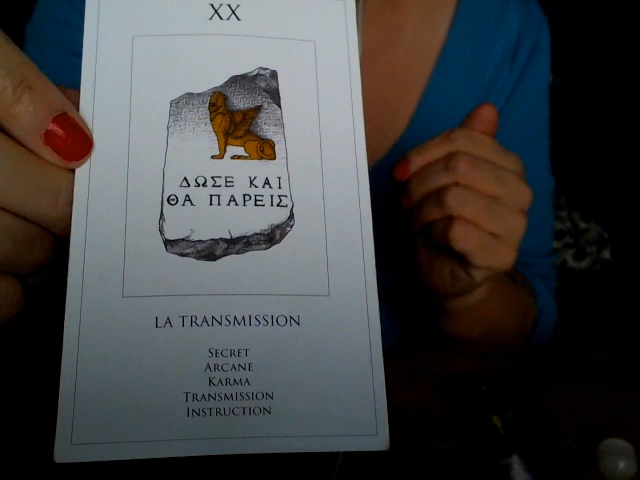 XX
ΔΩΣΕ ΚΑΙ
ΘΑ ΠΑΡΕΙΣ
LA TRANSMISSION
SECRET
ARCANE
KARMA
TRANSMISSION
INSTRUCTION